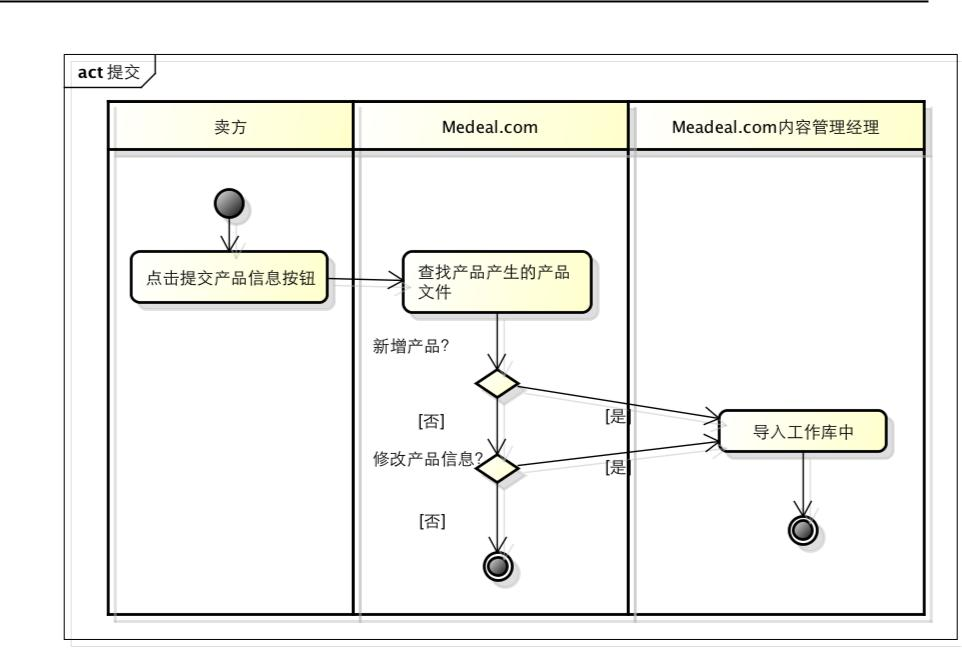 act 提交
卖方
Medeal.com
Meadeal.com内容管理经理
点击提交产品信息按钮
查找产品产生的产品
文件
新增产品?
[是]
[否]
导入工作库中
修改产品信息?
[是]
[否]